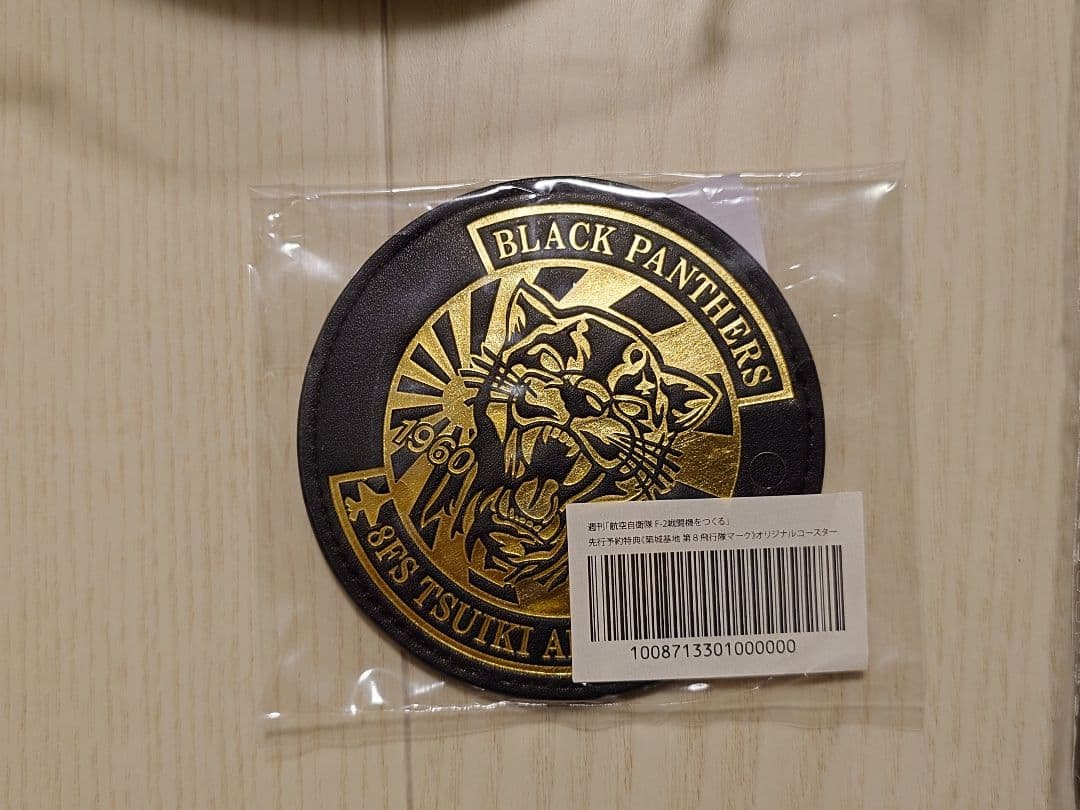 BLACK PANTHERS
1960
8FS TSUIKI
週刊「航空自衛隊 F-2戦闘機をつくる」
先行予約特典《築城基地 第８飛行隊マーク》オリジナルコースター
1008713301000000